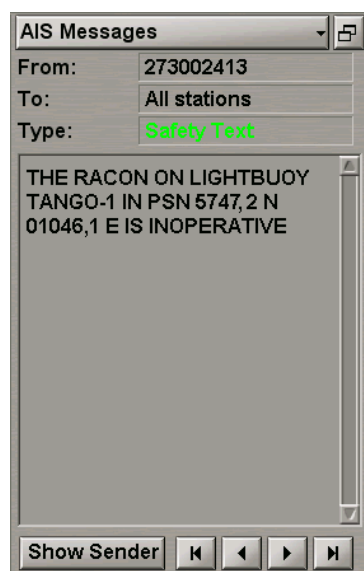 AIS Messages
From: 273002413
To: All stations
Type: Safety Text
THE RACON ON LIGHTBUOY
TANGO-1 IN PSN 5747,2 N
01046,1 E IS INOPERATIVE
Show Sender